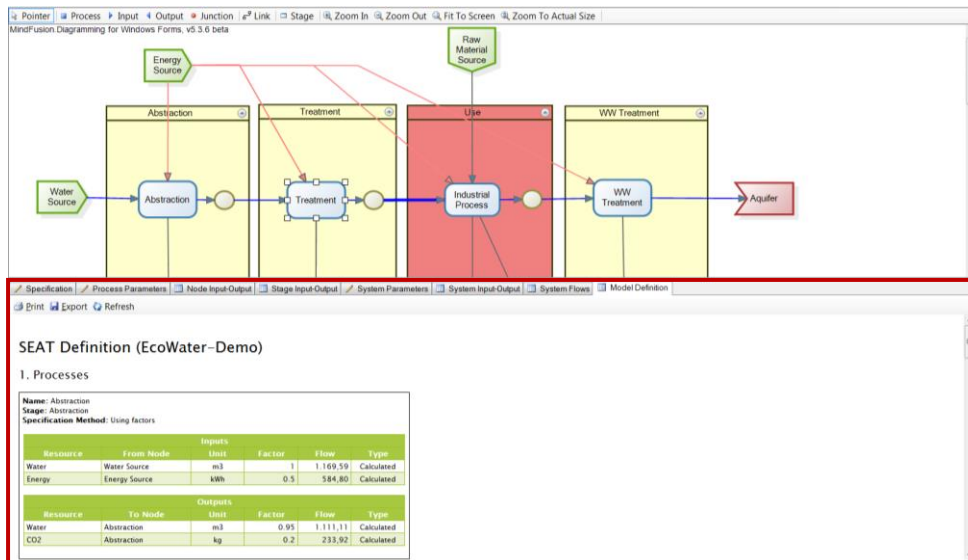 Pointer Process Input Output Junction Link Stage Zoom In Zoom Out Fit To Screen Zoom To Actual Size
MindFusion.Diagramming for Windows Forms, v5.3.6 beta
Raw
Material
Source
Energy
Source
Abstraction
Treatment
Use
WW Treatment
Water
Source
Abstraction
Treatment
Industrial
Process
WW
Treatment
Aquifer
Specification Process Parameters Node Input-Output Stage Input-Output System Parameters System Input-Output System Flows Model Definition
Print Export Refresh
SEAT Definition (EcoWater-Demo)
1. Processes
Name: Abstraction
Stage: Abstraction
Specification Method: Using factors
Inputs
Resource From Node Unit Factor Flow Type
Water Water Source m3 1 1.169,59 Calculated
Energy Energy Source kWh 0.5 584,80 Calculated
Outputs
Resource To Node Unit Factor Flow Type
Water Abstraction m3 0.95 1.111,11 Calculated
CO2 Abstraction kg 0.2 233,92 Calculated